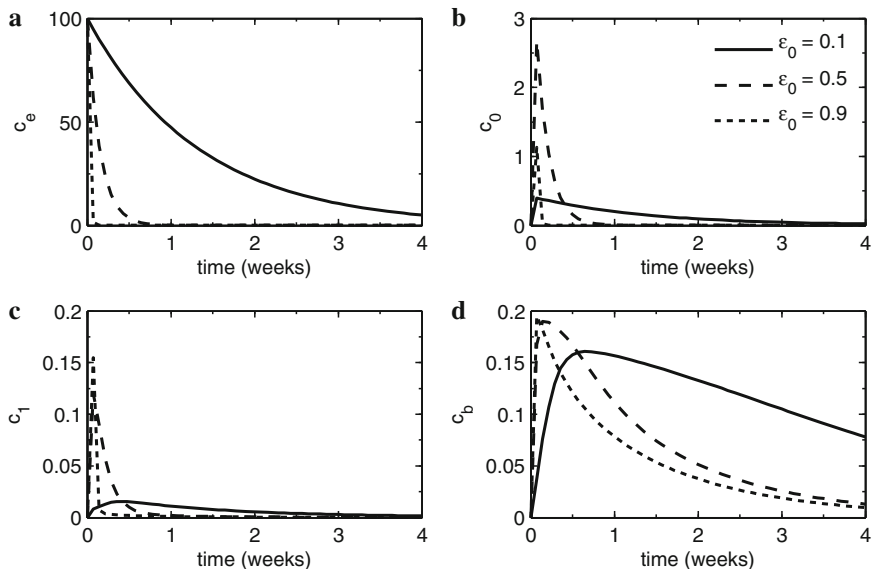 a
100
50
0
c_e
0 1 2 3 4
time (weeks)
b
3
2
1
0
c_0
ε_0 = 0.1
ε_0 = 0.5
ε_0 = 0.9
0 1 2 3 4
time (weeks)
c
0.2
0.15
0.1
0.05
0
c_1
0 1 2 3 4
time (weeks)
d
0.2
0.15
0.1
0.05
0
c_b
0 1 2 3 4
time (weeks)